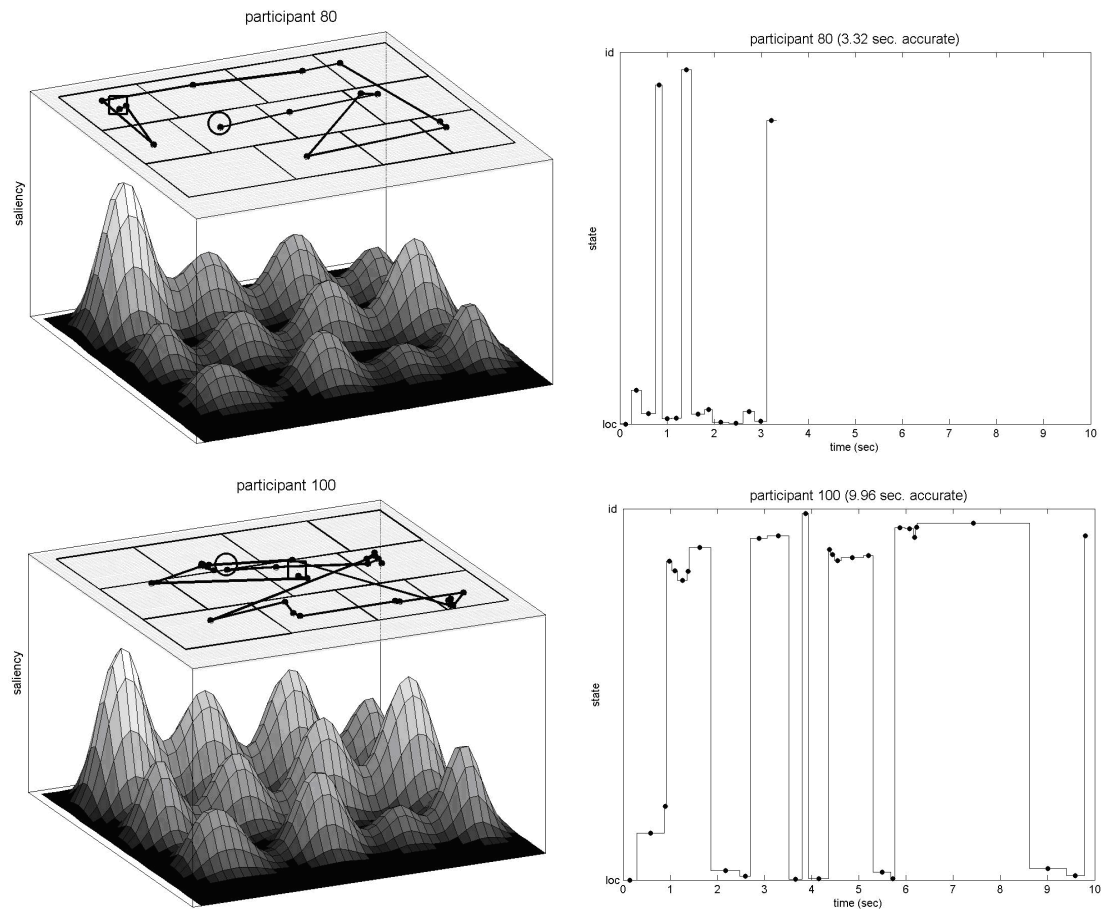 participant 80
saliency
participant 80 (3.32 sec. accurate)
id
state
loc
0 1 2 3 4 5 6 7 8 9 10
time (sec)
participant 100
saliency
participant 100 (9.96 sec. accurate)
id
state
loc
0 1 2 3 4 5 6 7 8 9 10
time (sec)